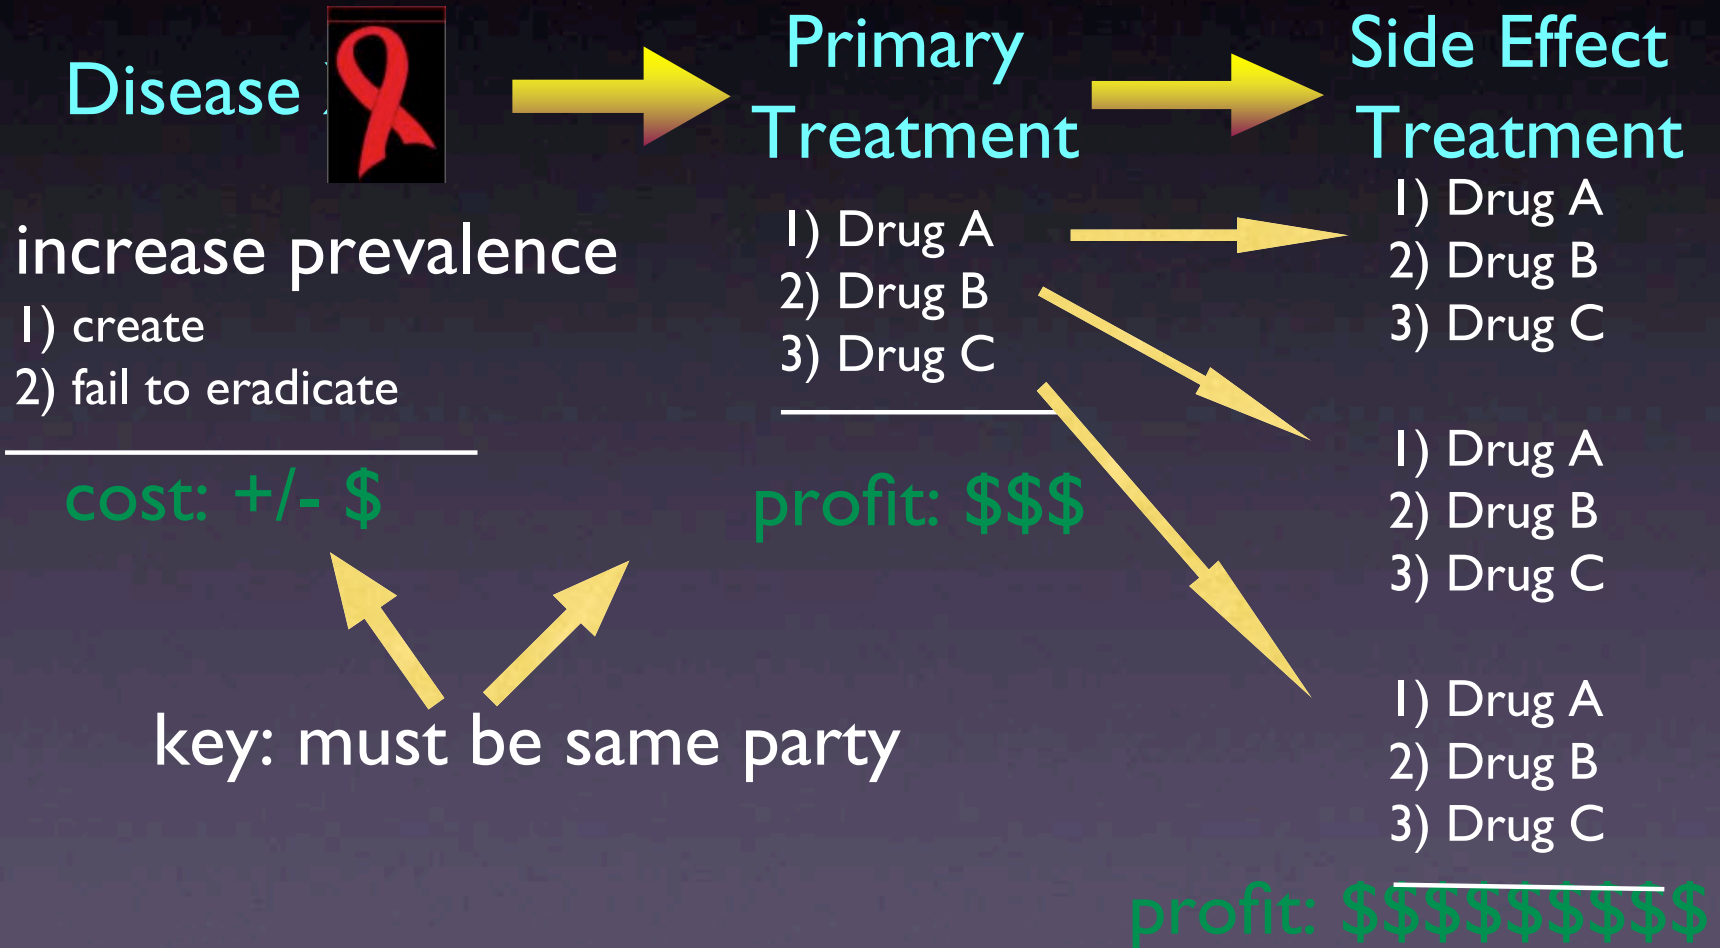 Disease
increase prevalence
1) create
2) fail to eradicate
cost: +/- $
key: must be same party
Primary
Treatment
1) Drug A
2) Drug B
3) Drug C
profit: $$$
Side Effect
Treatment
1) Drug A
2) Drug B
3) Drug C
1) Drug A
2) Drug B
3) Drug C
1) Drug A
2) Drug B
3) Drug C
profit: $$$$$$$$$